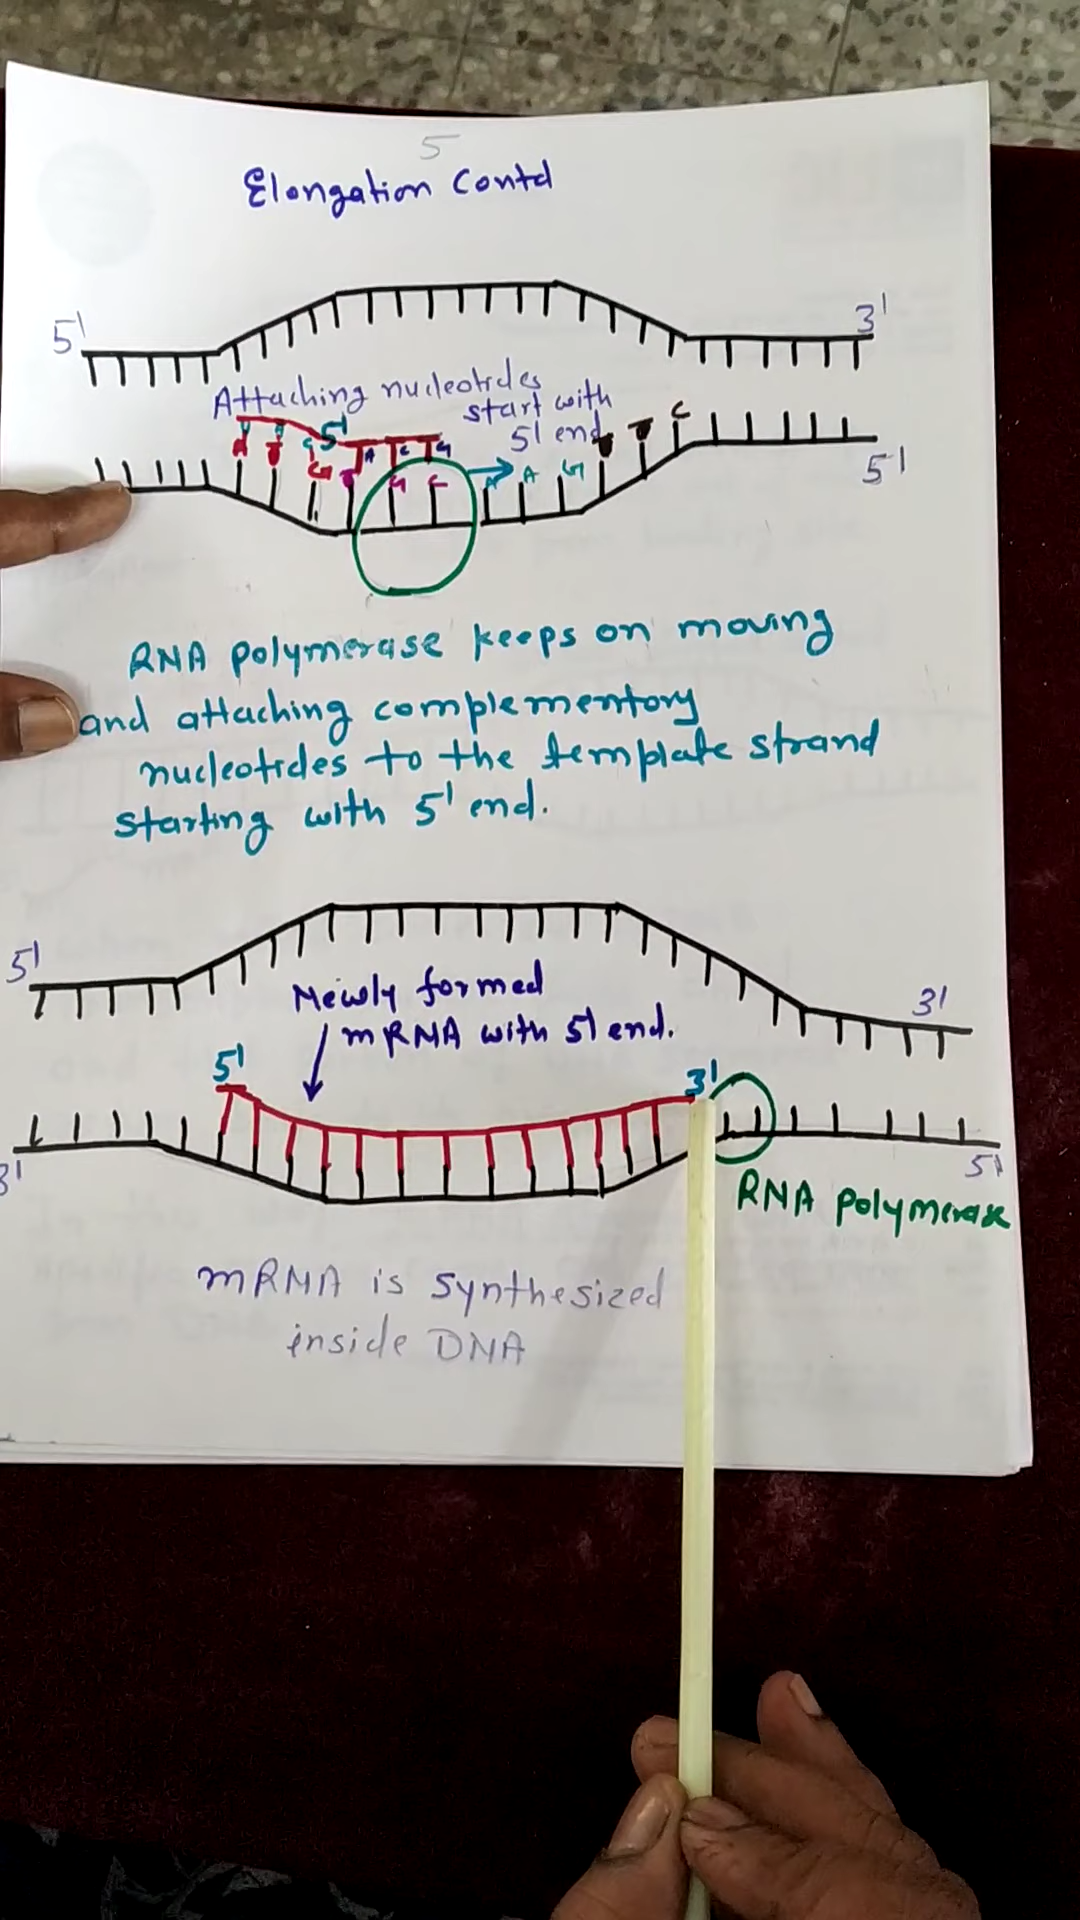 5
Elongation Contd
5' 3'
Attaching nucleotides
start with
5' end
5'
C
A C G
G
T G C A A G
5'
RNA polymerase keeps on moving
and attaching complementory
nucleotides to the template strand
starting with 5' end.
5'
3'
Newly formed
mRNA with 5' end.
5' 3'
3' 5'
RNA polymerase
mRNA is synthesized
inside DNA